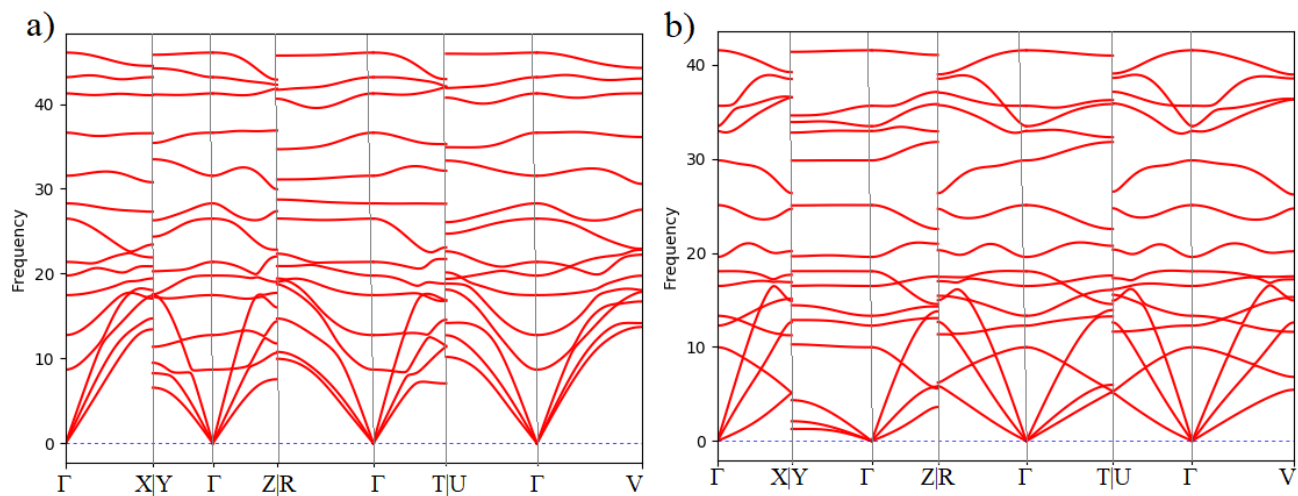 a)
Frequency
40
30
20
10
0
Γ X|Y Γ Z|R Γ T|U Γ V
b)
Frequency
40
30
20
10
0
Γ X|Y Γ Z|R Γ T|U Γ V